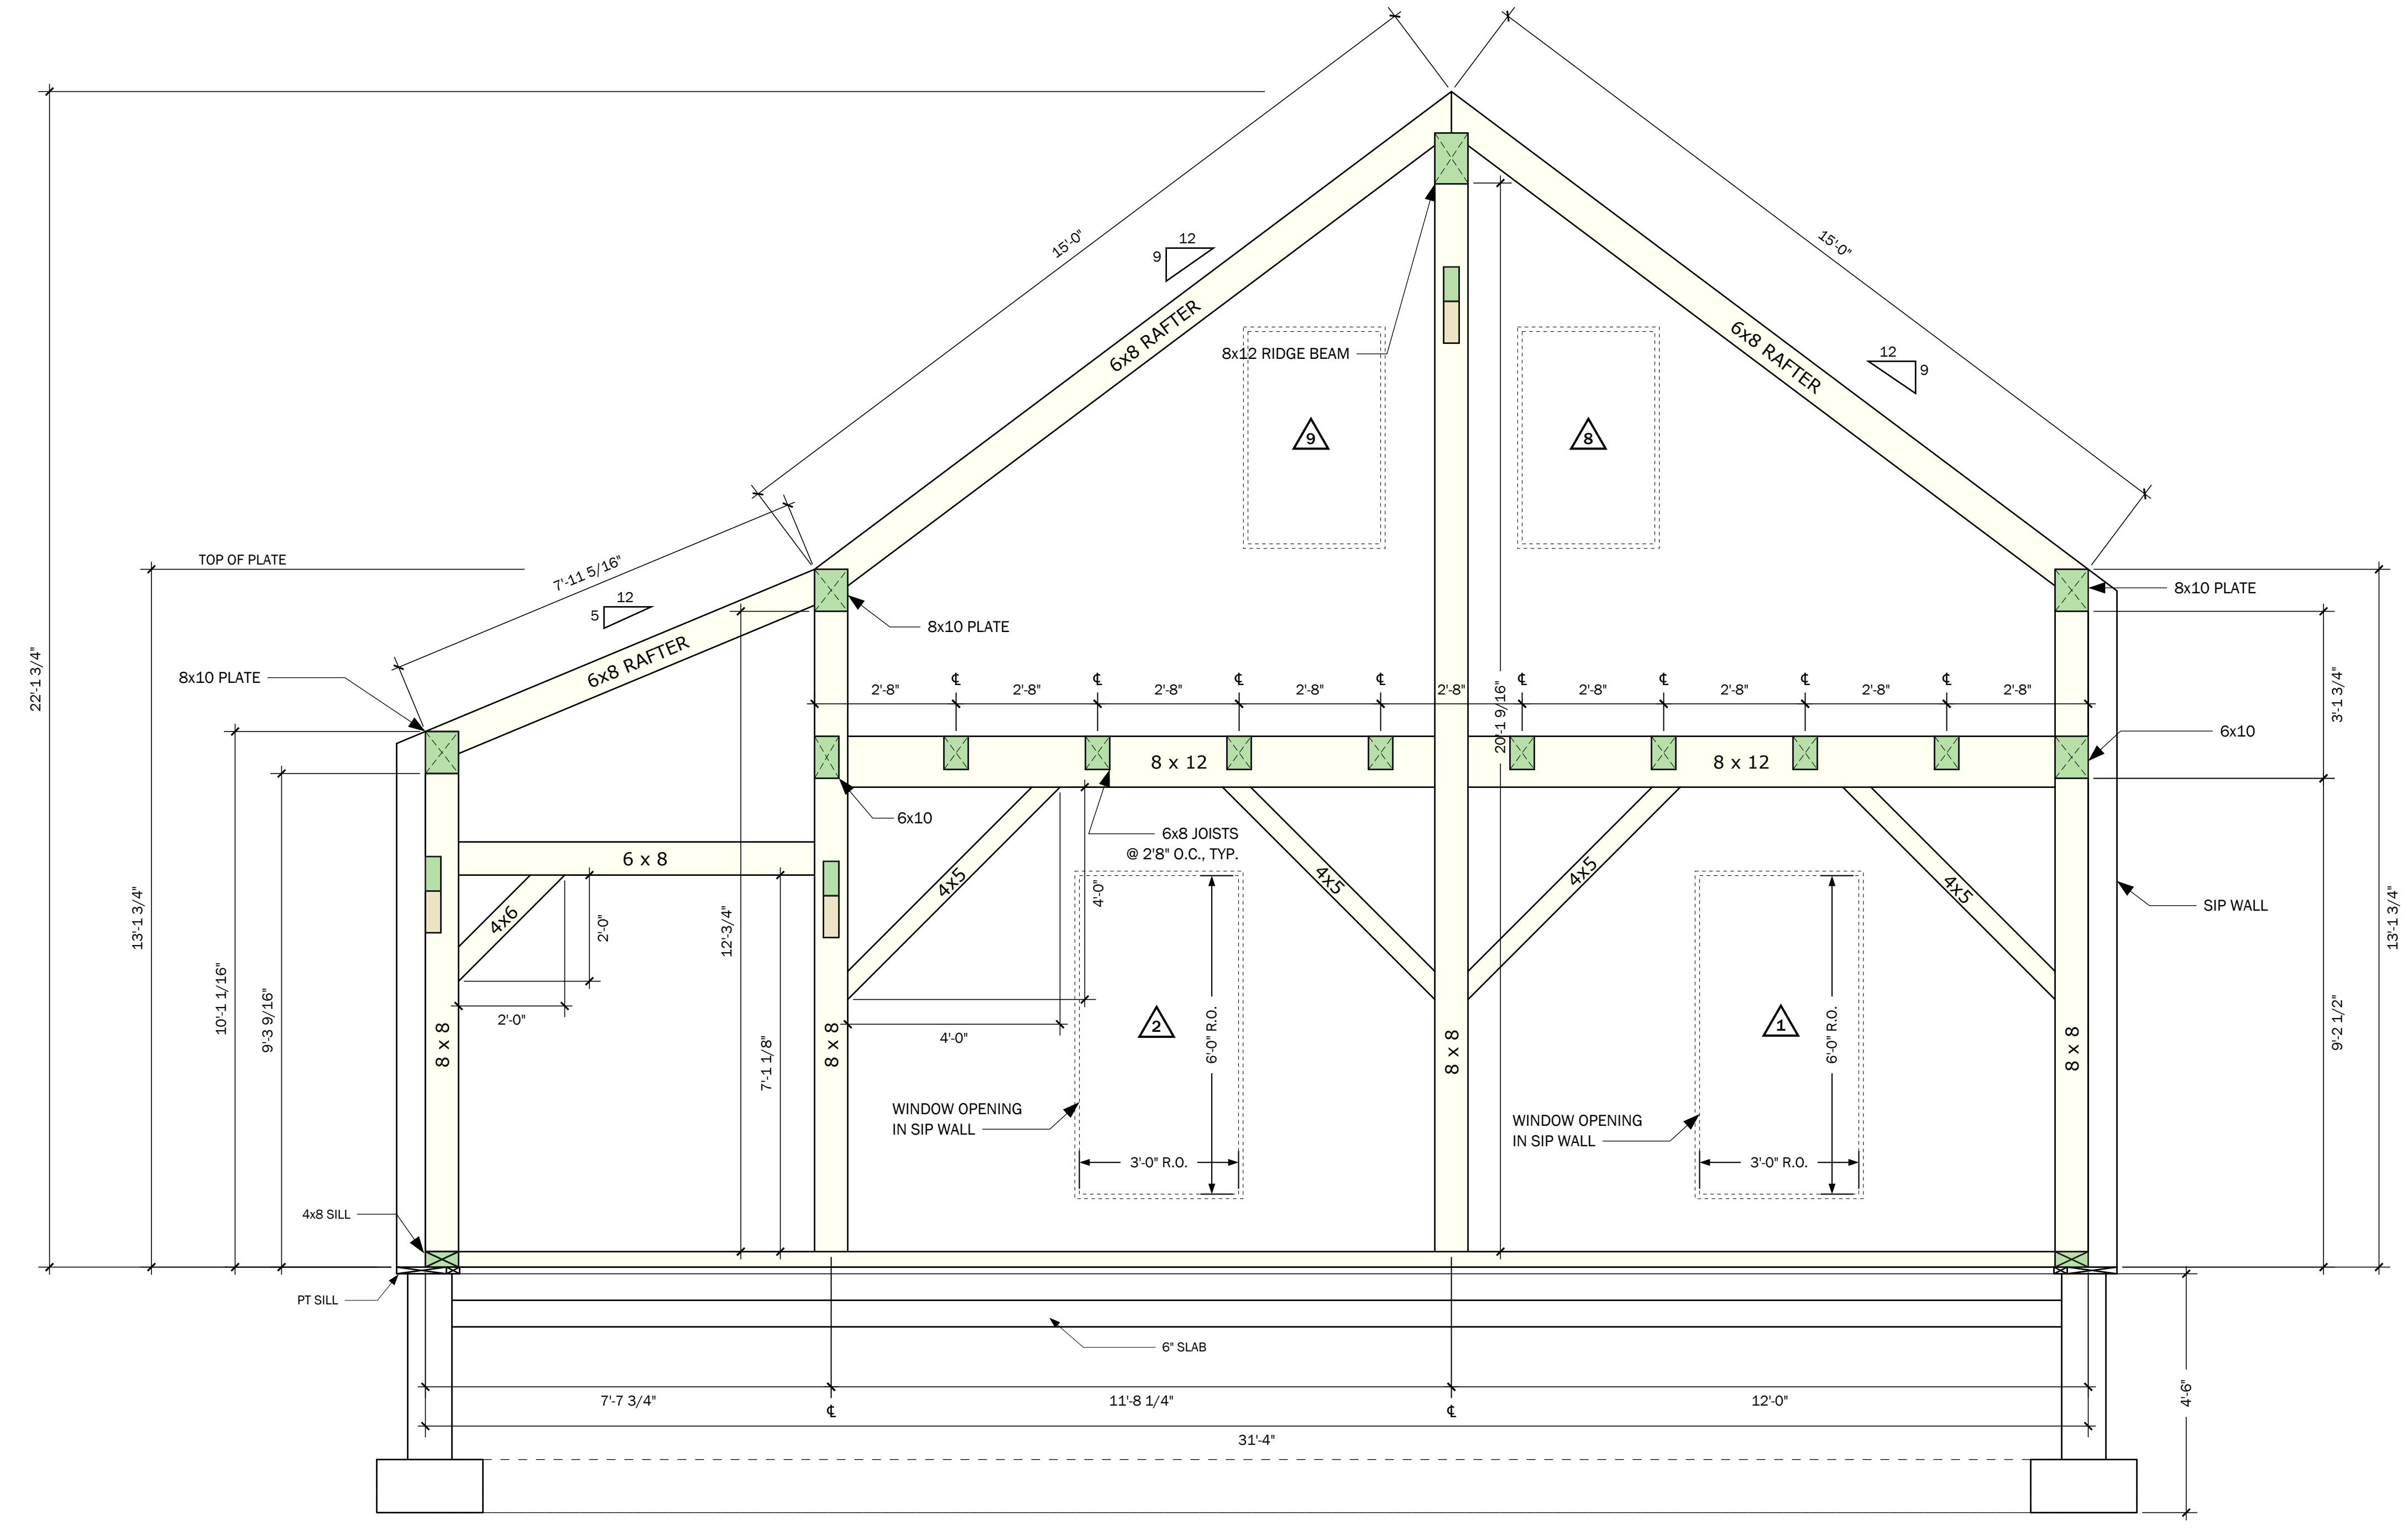 15'-0"
15'-0"
12
9
12
9
6x8 RAFTER
6x8 RAFTER
8x12 RIDGE BEAM
9
8
TOP OF PLATE
7'-11 5/16"
12
5
6x8 RAFTER
8x10 PLATE
8x10 PLATE
8x10 PLATE
22'-1 3/4"
13'-1 3/4"
10'-1 1/16"
9'-3 9/16"
12'-3/4"
7'-1 1/8"
20'-1 9/16"
3'-1 3/4"
9'-2 1/2"
13'-1 3/4"
℄
℄
℄
℄
℄
℄
℄
℄
2'-8"
2'-8"
2'-8"
2'-8"
2'-8"
2'-8"
2'-8"
2'-8"
2'-8"
8 x 12
8 x 12
6x10
6x10
6x8 JOISTS
@ 2'8" O.C., TYP.
6 x 8
4x6
4x5
4x5
4x5
4x5
2'-0"
2'-0"
4'-0"
4'-0"
8 x 8
8 x 8
8 x 8
8 x 8
2
1
6'-0" R.O.
6'-0" R.O.
3'-0" R.O.
3'-0" R.O.
WINDOW OPENING
IN SIP WALL
WINDOW OPENING
IN SIP WALL
SIP WALL
4x8 SILL
PT SILL
6" SLAB
7'-7 3/4"
11'-8 1/4"
12'-0"
℄
℄
31'-4"
4'-6"